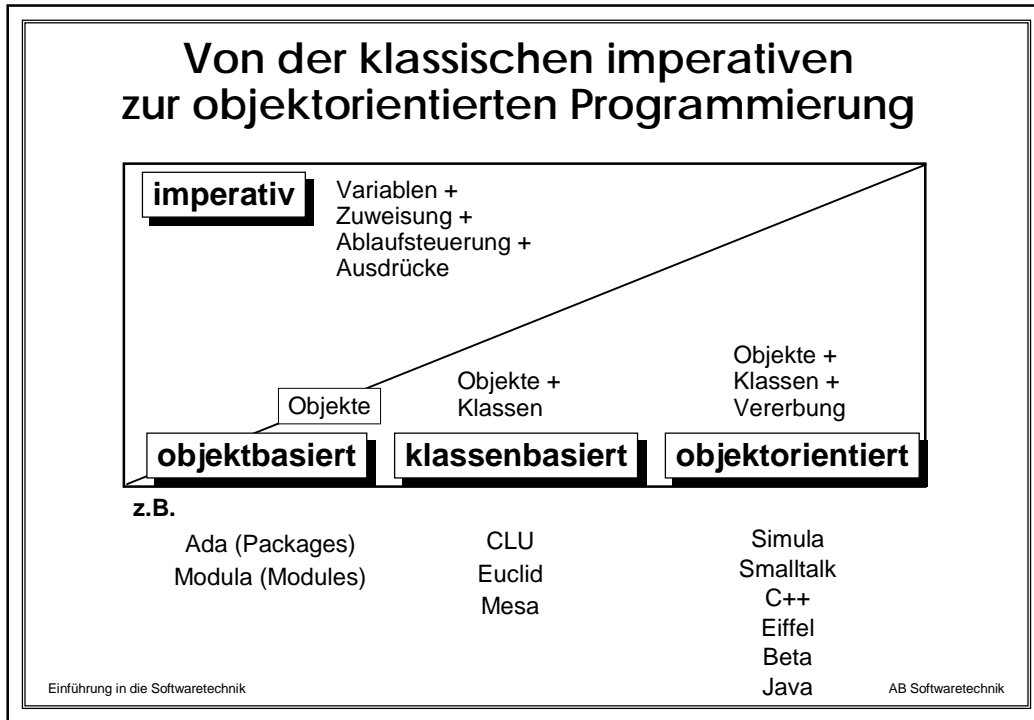 Von der klassischen imperativen
zur objektorientierten Programmierung
imperativ
Variablen +
Zuweisung +
Ablaufsteuerung +
Ausdrücke
Objekte
Objekte +
Klassen
Objekte +
Klassen +
Vererbung
objektbasiert
klassenbasiert
objektorientiert
z.B.
Ada (Packages)
Modula (Modules)
CLU
Euclid
Mesa
Simula
Smalltalk
C++
Eiffel
Beta
Java
Einführung in die Softwaretechnik
AB Softwaretechnik